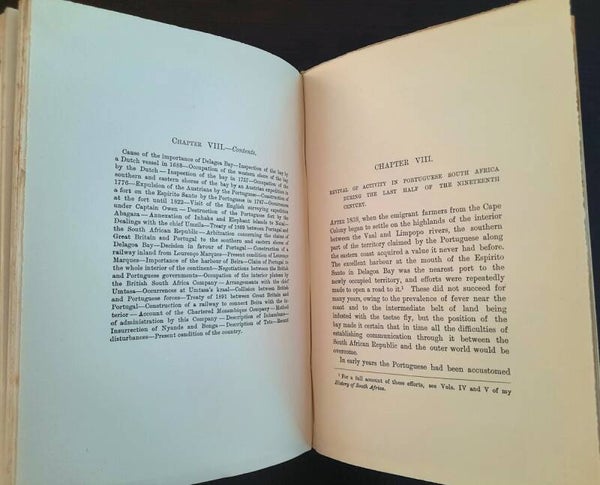 CHAPTER VIII.—Contents.
Cause of the importance of Delagoa Bay—Inspection of the bay by
a Dutch vessel in 1688—Occupation of the western shore of the bay
by the Dutch—Inspection of the bay in 1757—Occupation of the
southern and eastern shores of the bay by an Austrian expedition in
1776—Expulsion of the Austrians by the Portuguese—Construction of
a fort on the Espirito Santo by the Portuguese in 1787—Occurrences
at the fort until 1823—Visit of the English surveying expedition
under Captain Owen—Destruction of the Portuguese fort by
Abagaza—Annexation of Inhaka and Elephant islands to Natal—
Dealings with the chief Umzila—Treaty of 1869 between Portugal and
the South African Republic—Arbitration concerning the claims of
Great Britain and Portugal to the southern and eastern shores of
Delagoa Bay—Decision in favour of Portugal—Construction of a
railway inland from Lourenço Marques—Present condition of Lourenço
Marques—Importance of the harbour of Beira—Claim of Portugal to
the whole interior of the continent—Negotiations between the British
and Portuguese governments—Occupation of Mashonaland by
the British South Africa Company—Arrangements with the chief
Umtasa—Occurrences at Umtasa's kraal—Collision between British
and Portuguese forces—Treaty of 1891 between Great Britain and
Portugal—Construction of a railway to connect Beira with the in-
terior—Account of the Chartered Mozambique Company—Method
of administration by this Company—Description of Inhambane—
Insurrection of Nyande and Bonga—Description of Tete—Recent
disturbances—Present condition of the country.
CHAPTER VIII.
REVIVAL OF ACTIVITY IN PORTUGUESE SOUTH AFRICA
DURING THE LAST HALF OF THE NINETEENTH
CENTURY.
AFTER 1838, when the emigrant farmers from the Cape
Colony began to settle on the highlands of the interior
between the Vaal and Limpopo rivers, the southern
part of the territory claimed by the Portuguese along
the eastern coast acquired a value it never had before.
The excellent harbour at the mouth of the Espirito
Santo in Delagoa Bay was the nearest port to the
newly occupied territory, and efforts were repeatedly
made to open a road to it.¹ These did not succeed for
many years, owing to the prevalence of fever near the
coast and to the intermediate belt of land being
infested with the tsetse fly, but the position of the
bay made it certain that in time all the difficulties of
establishing communication through it between the
South African Republic and the outer world would be
overcome.
In early years the Portuguese had been accustomed
¹ For a full account of these efforts, see Vols. IV and V of my
History of South Africa.